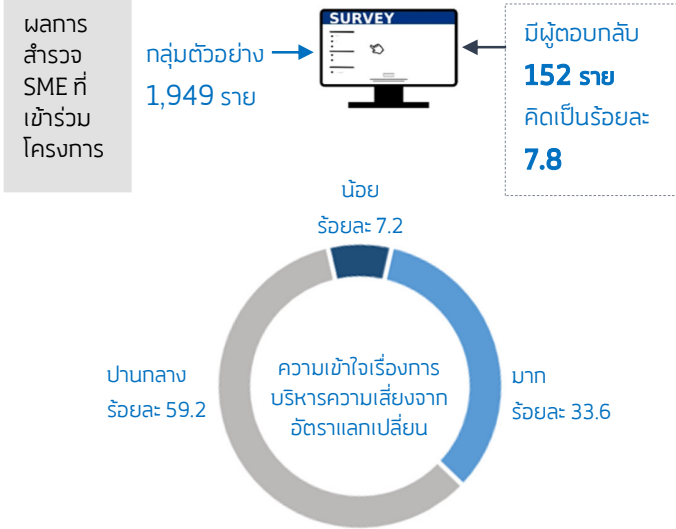 ผลการ
สำรวจ
SME ที่
เข้าร่วม
โครงการ
กลุ่มตัวอย่าง
1,949 ราย
SURVEY
มีผู้ตอบกลับ
152 ราย
คิดเป็นร้อยละ
7.8
น้อย
ร้อยละ 7.2
ปานกลาง
ร้อยละ 59.2
ความเข้าใจเรื่องการ
บริหารความเสี่ยงจาก
อัตราแลกเปลี่ยน
มาก
ร้อยละ 33.6